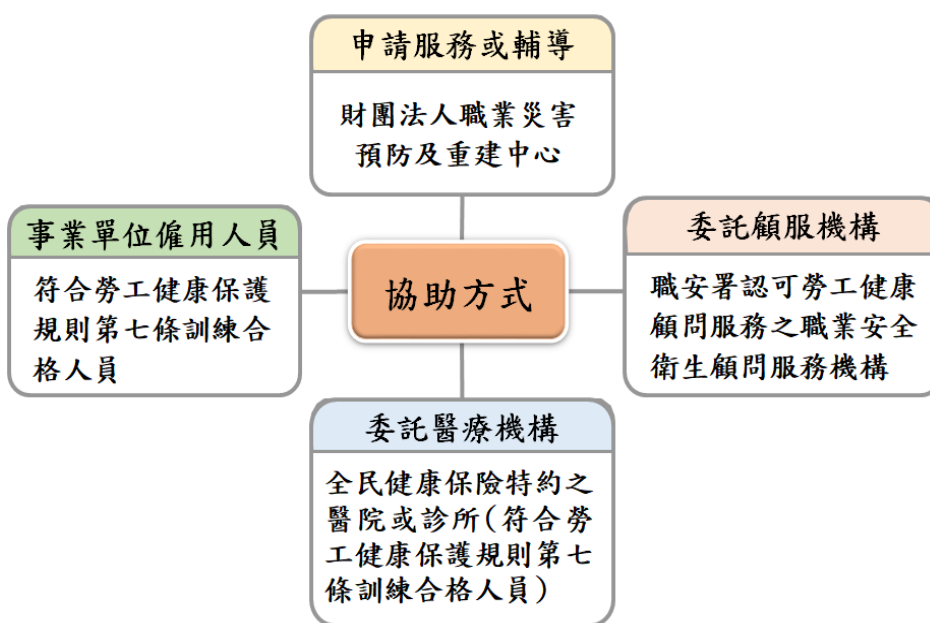 申請服務或輔導
財團法人職業災害
預防及重建中心
事業單位僱用人員
符合勞工健康保護
規則第七條訓練合
格人員
協助方式
委託顧服機構
職安署認可勞工健康
顧問服務之職業安全
衛生顧問服務機構
委託醫療機構
全民健康保險特約之
醫院或診所(符合勞
工健康保護規則第七
條訓練合格人員)